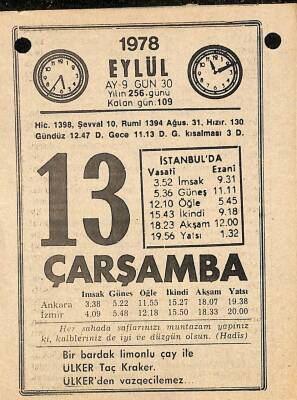 1978
EYLÜL
AY-9 GÜN 30
Yılın 256.günü
Kalan gün:109
Hic. 1398, Şevval 10, Rumî 1394 Ağus. 31, Hızır. 130
Gündüz 12.47 D. Gece 11.13 D. G. kısalması 3 D.
13
İSTANBUL'DA
Vasati Ezani
3.52 İmsak 9.31
5.36 Güneş 11.11
12.10 Öğle 5.45
15.43 İkindi 9.18
18.23 Akşam 12.00
19.56 Yatsı 1.32
ÇARŞAMBA
Imsak Güneş Öğle İkindi Akşam Yatsı
Ankara 3.38 5.22 11.55 15.27 18.07 19.38
İzmir 4.09 5.48 12.18 15.50 18.33 20.00
Her sahada saflarınızı muntazam yapınız
ki, kalbleriniz de iyi ve düzgün olsun. (Hadis)
Bir bardak limonlu çay ile
ÜLKER Taç Kraker.
ÜLKER'den vazgeçilemez...